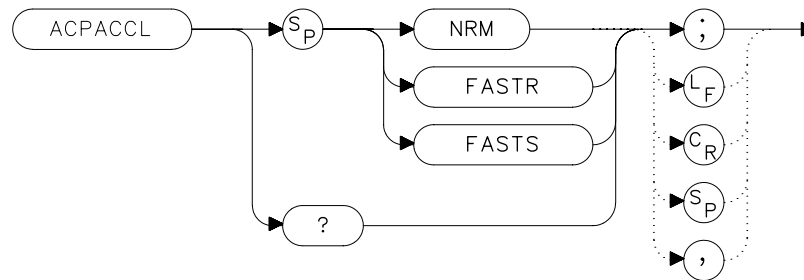 ACPACCL SP NRM ;
FASTR LF
FASTS CR
SP
? ,